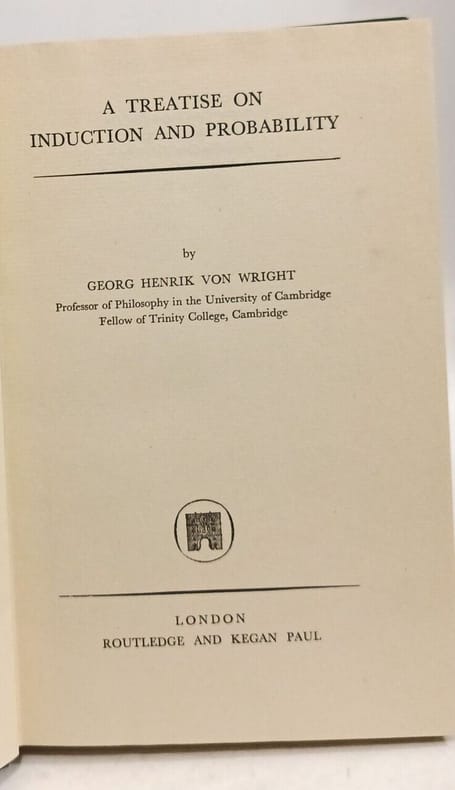 A TREATISE ON
INDUCTION AND PROBABILITY
by
GEORG HENRIK VON WRIGHT
Professor of Philosophy in the University of Cambridge
Fellow of Trinity College, Cambridge
LONDON
ROUTLEDGE AND KEGAN PAUL